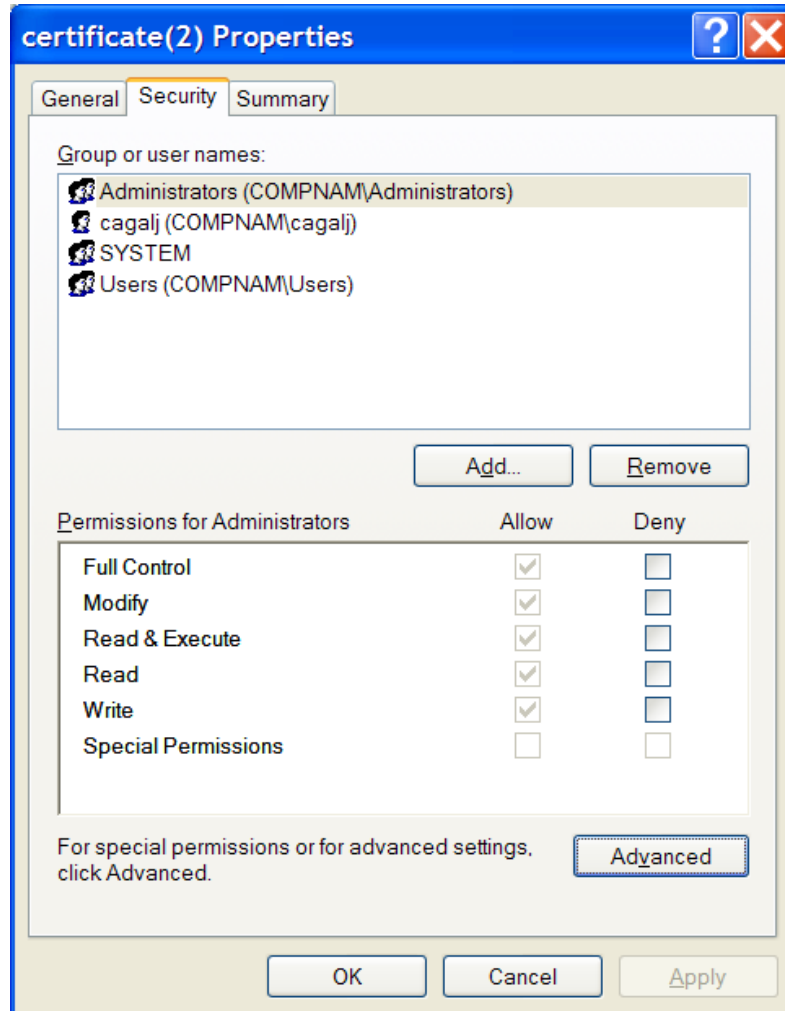 certificate(2) Properties
General Security Summary
Group or user names:
Administrators (COMPNAM\Administrators)
cagalj (COMPNAM\cagalj)
SYSTEM
Users (COMPNAM\Users)
Add... Remove
Permissions for Administrators Allow Deny
Full Control
Modify
Read & Execute
Read
Write
Special Permissions
For special permissions or for advanced settings,
click Advanced.
Advanced
OK Cancel Apply